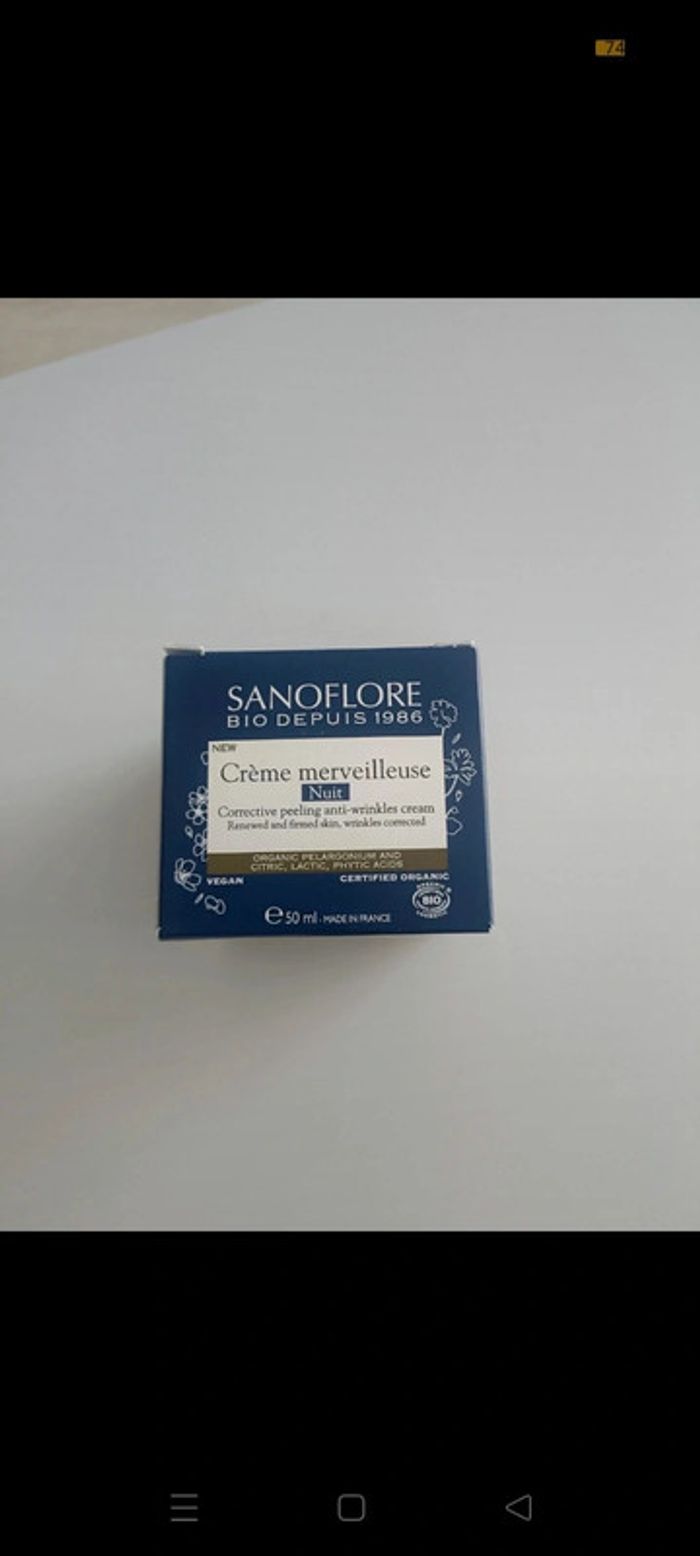 74
SANOFLORE
BIO DEPUIS 1986
NEW
Crème merveilleuse
Nuit
Corrective peeling anti-wrinkles cream
Renewed and firmed skin, wrinkles corrected
ORGANIC PELARGONIUM AND
CITRIC, LACTIC, PHYTIC ACIDS
VEGAN
CERTIFIED ORGANIC
BIO
e 50 ml - MADE IN FRANCE